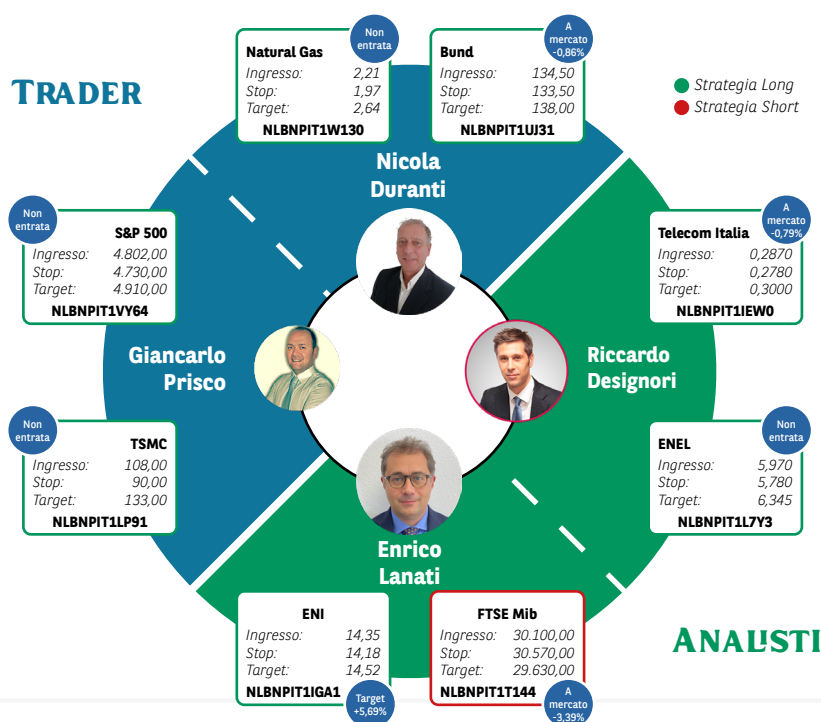 TRADER
Natural Gas
Non
entrata
Ingresso: 2,21
Stop: 1,97
Target: 2,64
NLBNPIT1W130
Bund
A
mercato
-0,86%
Ingresso: 134,50
Stop: 133,50
Target: 138,00
NLBNPIT1UJ31
Strategia Long
Strategia Short
Nicola
Duranti
Non
entrata
S&P 500
Ingresso: 4.802,00
Stop: 4.730,00
Target: 4.910,00
NLBNPIT1VY64
Telecom Italia
A
mercato
-0,79%
Ingresso: 0,2870
Stop: 0,2780
Target: 0,3000
NLBNPIT1IEW0
Giancarlo
Prisco
Riccardo
Designori
Non
entrata
TSMC
Ingresso: 108,00
Stop: 90,00
Target: 133,00
NLBNPIT1LP91
ENEL
Non
entrata
Ingresso: 5,970
Stop: 5,780
Target: 6,345
NLBNPIT1L7Y3
Enrico
Lanati
ENI
Ingresso: 14,35
Stop: 14,18
Target: 14,52
NLBNPIT1IGA1
Target
+5,69%
FTSE Mib
Ingresso: 30.100,00
Stop: 30.570,00
Target: 29.630,00
NLBNPIT1T144
A
mercato
-3,39%
ANALISTI